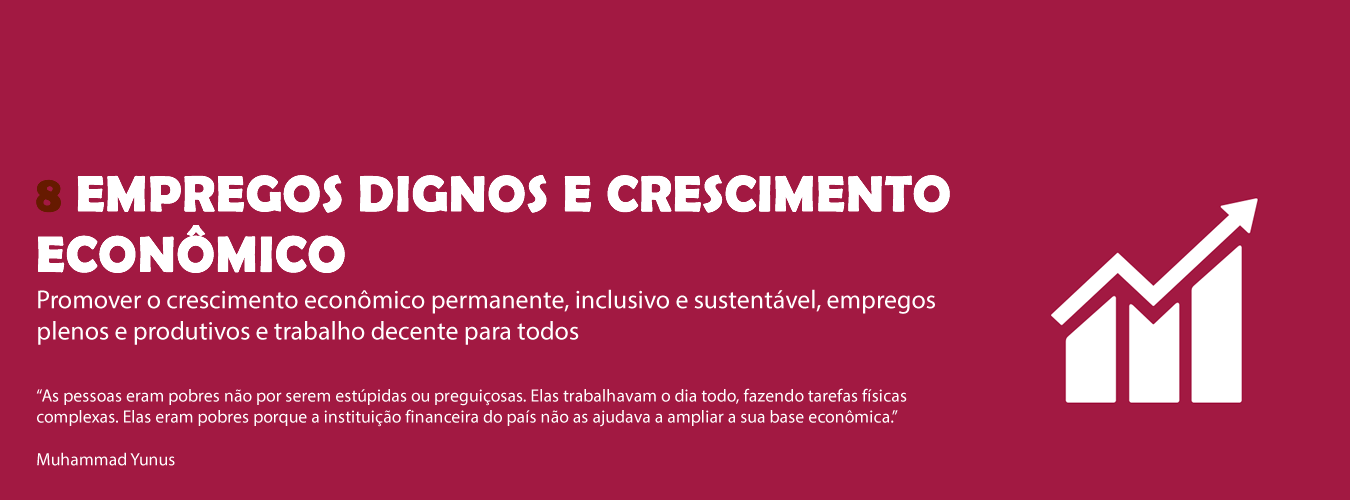 8 EMPREGOS DIGNOS E CRESCIMENTO
ECONÔMICO
Promover o crescimento econômico permanente, inclusivo e sustentável, empregos
plenos e produtivos e trabalho decente para todos
“As pessoas eram pobres não por serem estúpidas ou preguiçosas. Elas trabalhavam o dia todo, fazendo tarefas físicas
complexas. Elas eram pobres porque a instituição financeira do país não as ajudava a ampliar a sua base econômica.”
Muhammad Yunus